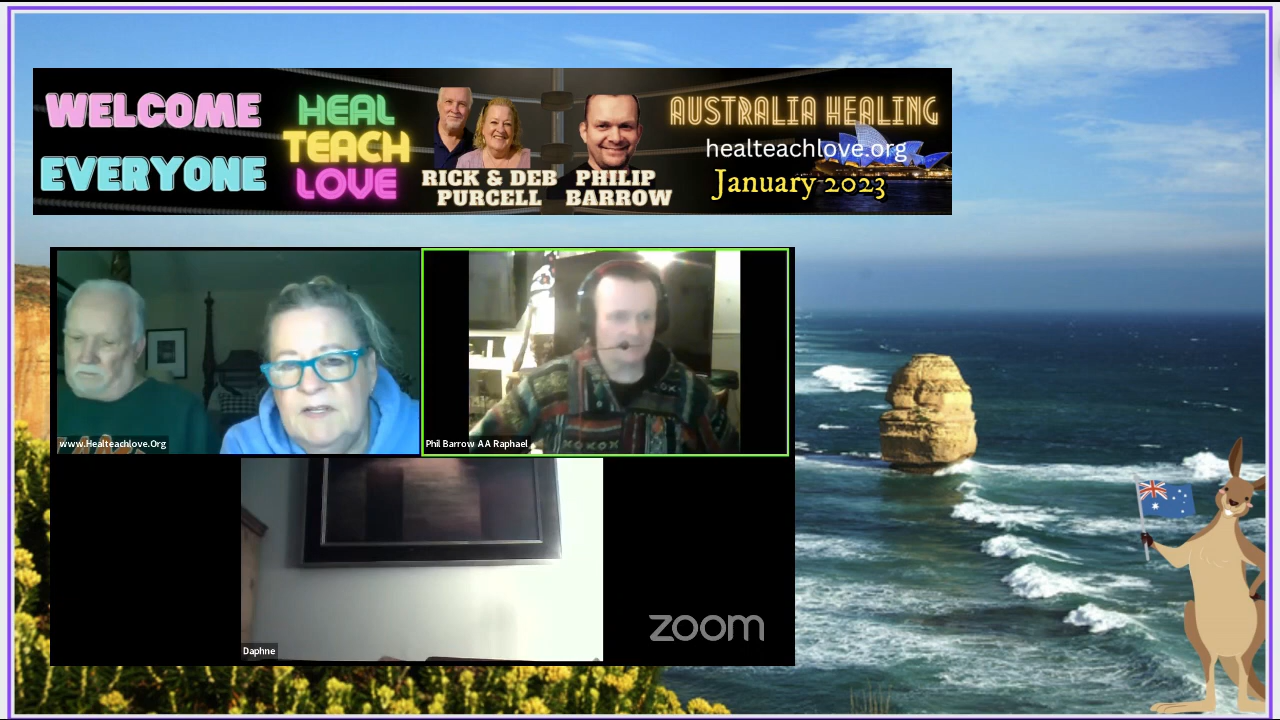 WELCOME
EVERYONE
HEAL
TEACH
LOVE
RICK & DEB
PURCELL
PHILIP
BARROW
AUSTRALIA HEALING
healteachlove.org
January 2023
www.Healteachlove.Org
Phil Barrow AA Raphael
Daphne
zoom